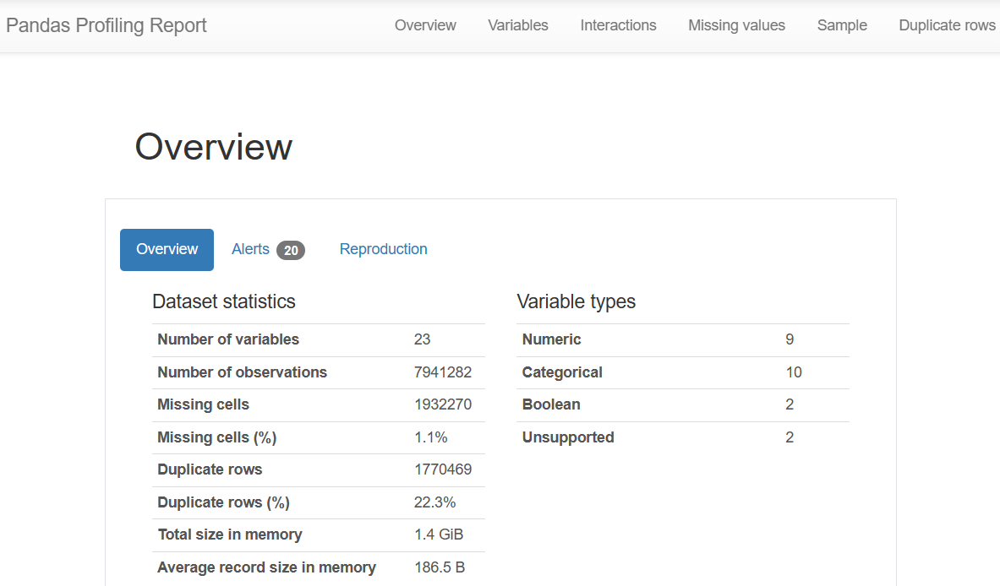 Pandas Profiling Report Overview Variables Interactions Missing values Sample Duplicate rows
Overview
Overview Alerts 20 Reproduction
Dataset statistics
Number of variables 23
Number of observations 7941282
Missing cells 1932270
Missing cells (%) 1.1%
Duplicate rows 1770469
Duplicate rows (%) 22.3%
Total size in memory 1.4 GiB
Average record size in memory 186.5 B
Variable types
Numeric 9
Categorical 10
Boolean 2
Unsupported 2